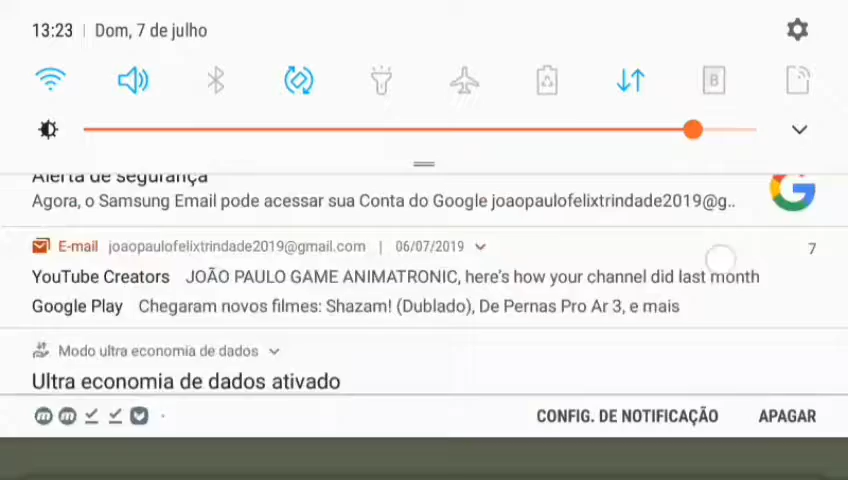 13:23 | Dom, 7 de julho
Alerta de segurança
Agora, o Samsung Email pode acessar sua Conta do Google joaopaulofelixtrindade2019@g..
E-mail joaopaulofelixtrindade2019@gmail.com | 06/07/2019 7
YouTube Creators JOÃO PAULO GAME ANIMATRONIC, here's how your channel did last month
Google Play Chegaram novos filmes: Shazam! (Dublado), De Pernas Pro Ar 3, e mais
Modo ultra economia de dados
Ultra economia de dados ativado
CONFIG. DE NOTIFICAÇÃO APAGAR